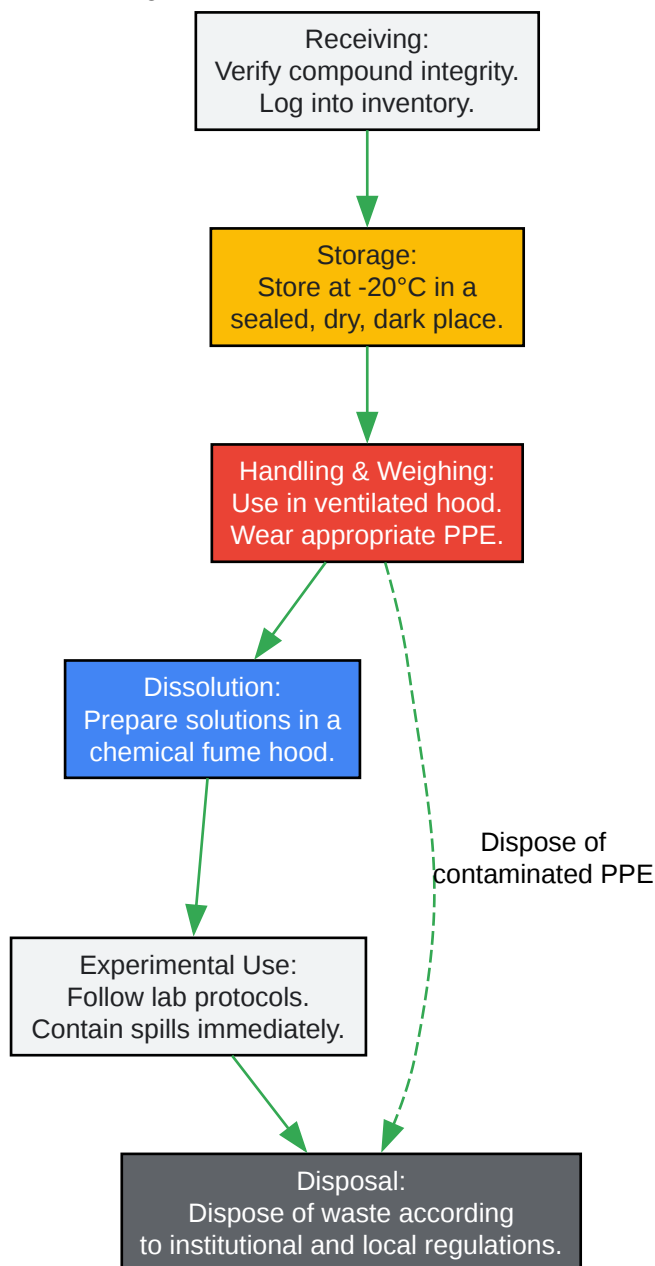 Receiving:
Verify compound integrity.
Log into inventory.
Storage:
Store at -20°C in a
sealed, dry, dark place.
Handling & Weighing:
Use in ventilated hood.
Wear appropriate PPE.
Dissolution:
Prepare solutions in a
chemical fume hood.
Dispose of
contaminated PPE
Experimental Use:
Follow lab protocols.
Contain spills immediately.
Disposal:
Dispose of waste according
to institutional and local regulations.